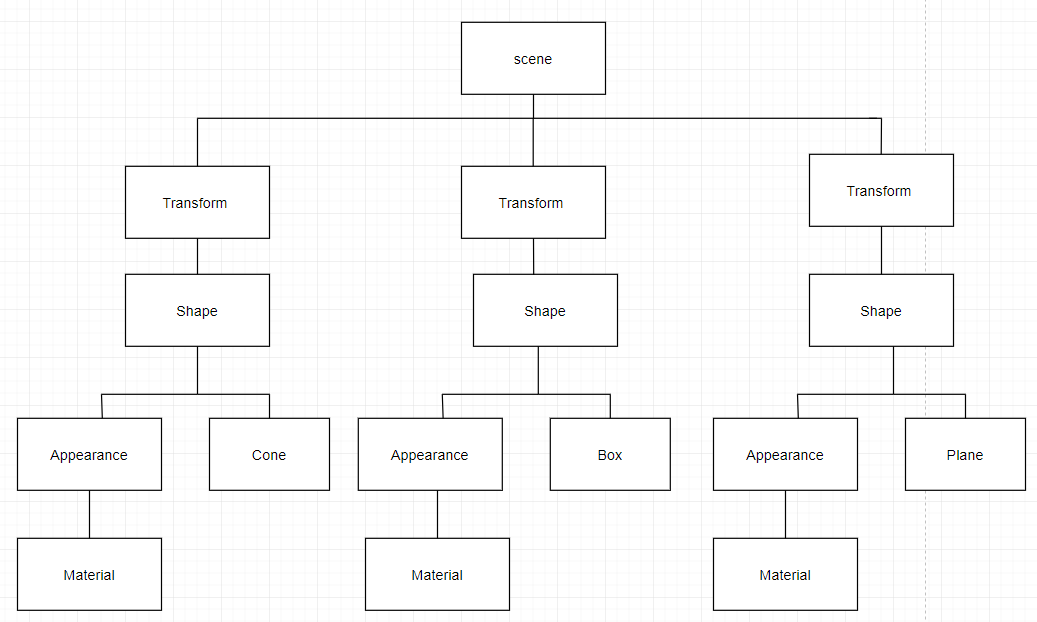 scene
Transform
Transform
Transform
Shape
Shape
Shape
Appearance
Cone
Appearance
Box
Appearance
Plane
Material
Material
Material